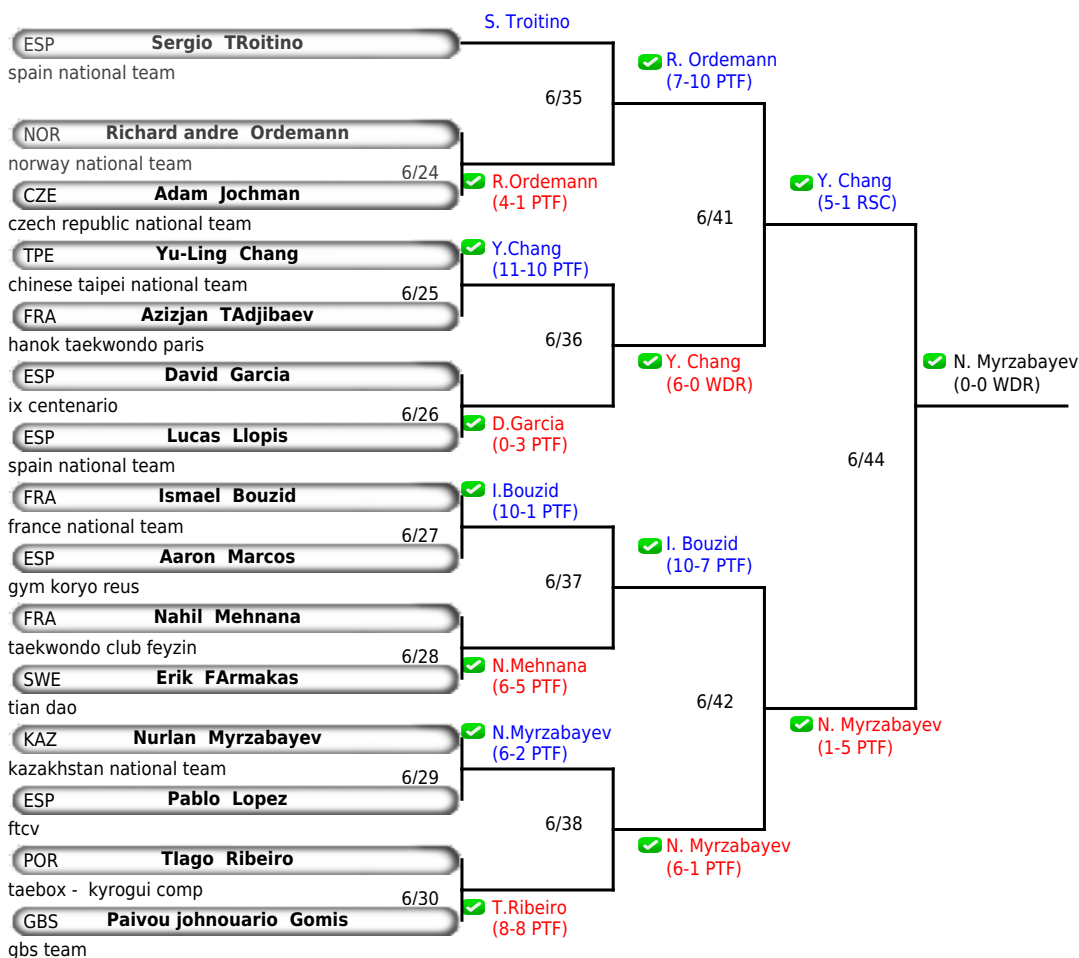 S. Troitino
ESP Sergio TRoitino
spain national team
R. Ordemann
(7-10 PTF)
6/35
NOR Richard andre Ordemann
norway national team
6/24
R.Ordemann
(4-1 PTF)
CZE Adam Jochman
czech republic national team
Y. Chang
(5-1 RSC)
6/41
TPE Yu-Ling Chang
chinese taipei national team
Y.Chang
(11-10 PTF)
6/25
FRA Azizjan TAdjibaev
hanok taekwondo paris
6/36
Y. Chang
(6-0 WDR)
ESP David Garcia
ix centenario
6/26
D.Garcia
(0-3 PTF)
ESP Lucas Llopis
spain national team
N. Myrzabayev
(0-0 WDR)
6/44
FRA Ismael Bouzid
france national team
I.Bouzid
(10-1 PTF)
6/27
ESP Aaron Marcos
gym koryo reus
I. Bouzid
(10-7 PTF)
6/37
FRA Nahil Mehnana
taekwondo club feyzin
6/28
N.Mehnana
(6-5 PTF)
SWE Erik FArmakas
tian dao
6/42
N. Myrzabayev
(1-5 PTF)
KAZ Nurlan Myrzabayev
kazakhstan national team
N.Myrzabayev
(6-2 PTF)
6/29
ESP Pablo Lopez
ftcv
6/38
N. Myrzabayev
(6-1 PTF)
POR TIago Ribeiro
taebox - kyrogui comp
6/30
T.Ribeiro
(8-8 PTF)
GBS Paivou johnouario Gomis
gbs team